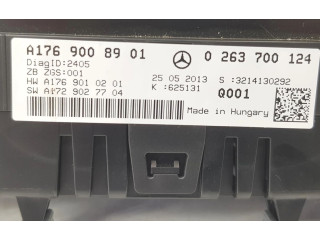 A176 900 89 01 0 263 700 124
DiagID:2405
ZB ZGS:001
HW A176 901 02 01 25 05 2013 S :3214130292
SW A172 902 77 04 K :625131 Q001
Made in Hungary